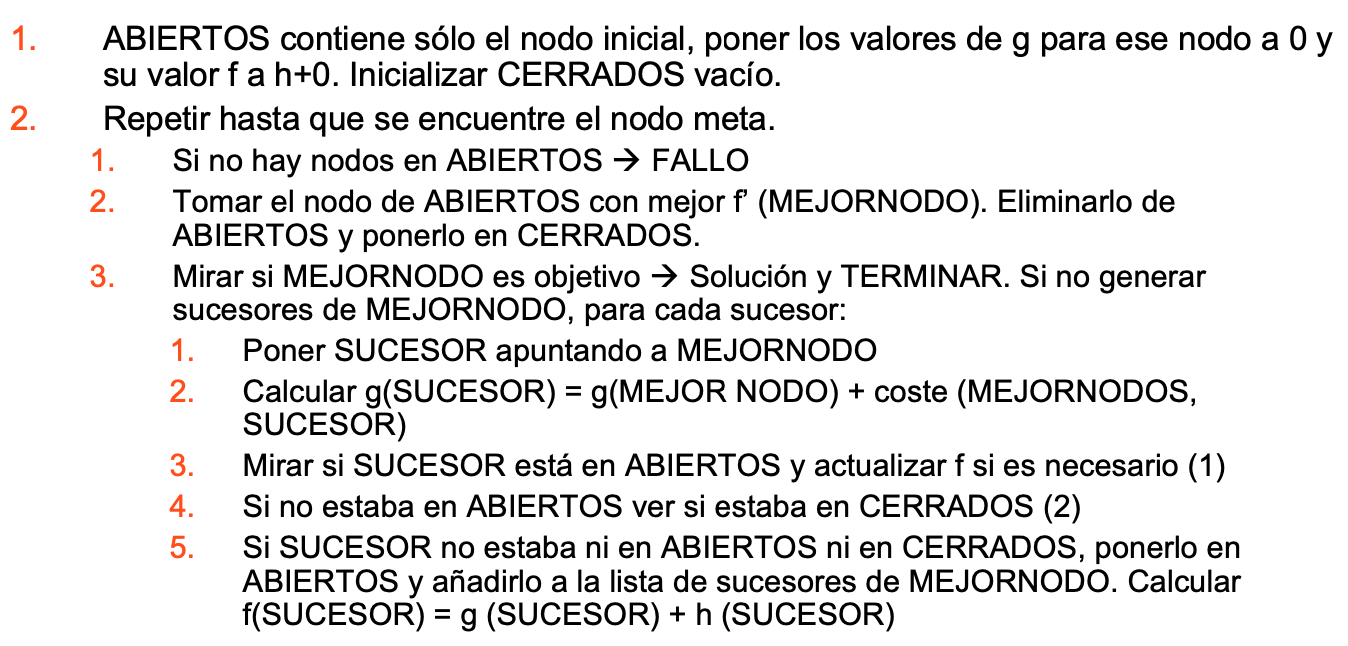 1. ABIERTOS contiene sólo el nodo inicial, poner los valores de g para ese nodo a 0 y
su valor f a h+0. Inicializar CERRADOS vacío.
2. Repetir hasta que se encuentre el nodo meta.
1. Si no hay nodos en ABIERTOS → FALLO
2. Tomar el nodo de ABIERTOS con mejor f’ (MEJORNODO). Eliminarlo de
ABIERTOS y ponerlo en CERRADOS.
3. Mirar si MEJORNODO es objetivo → Solución y TERMINAR. Si no generar
sucesores de MEJORNODO, para cada sucesor:
1. Poner SUCESOR apuntando a MEJORNODO
2. Calcular g(SUCESOR) = g(MEJOR NODO) + coste (MEJORNODOS,
SUCESOR)
3. Mirar si SUCESOR está en ABIERTOS y actualizar f si es necesario (1)
4. Si no estaba en ABIERTOS ver si estaba en CERRADOS (2)
5. Si SUCESOR no estaba ni en ABIERTOS ni en CERRADOS, ponerlo en
ABIERTOS y añadirlo a la lista de sucesores de MEJORNODO. Calcular
f(SUCESOR) = g (SUCESOR) + h (SUCESOR)